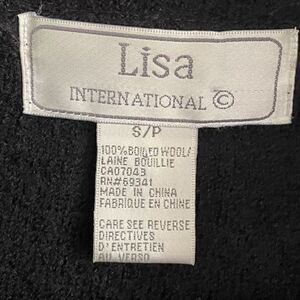 Lisa
INTERNATIONAL ©
S/P
100% BOILED WOOL/
LAINE BOUILLIE
CA07043
RN#69341
MADE IN CHINA
FABRIQUE EN CHINE
CARE SEE REVERSE
DIRECTIVES
D'ENTRETIEN
AU VERSO